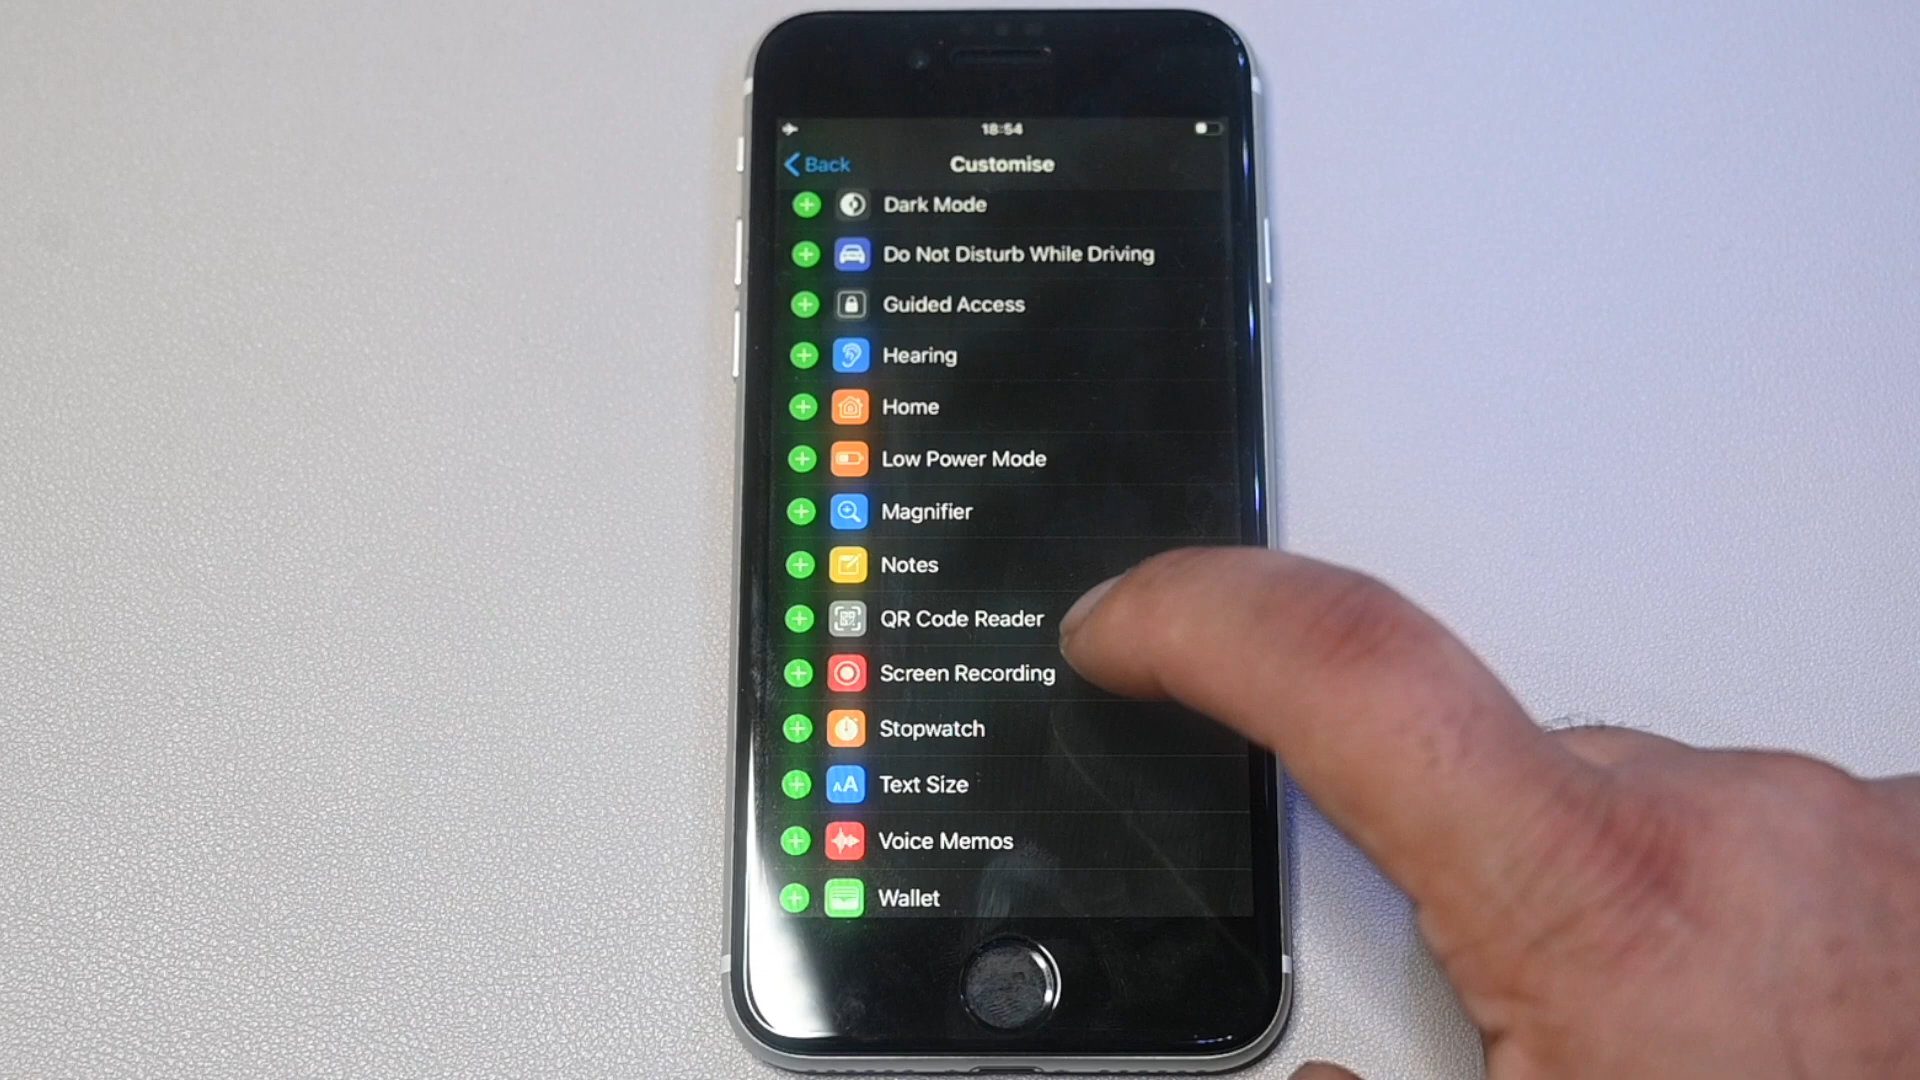 18:54
Back
Customise
Dark Mode
Do Not Disturb While Driving
Guided Access
Hearing
Home
Low Power Mode
Magnifier
Notes
QR Code Reader
Screen Recording
Stopwatch
AA Text Size
Voice Memos
Wallet